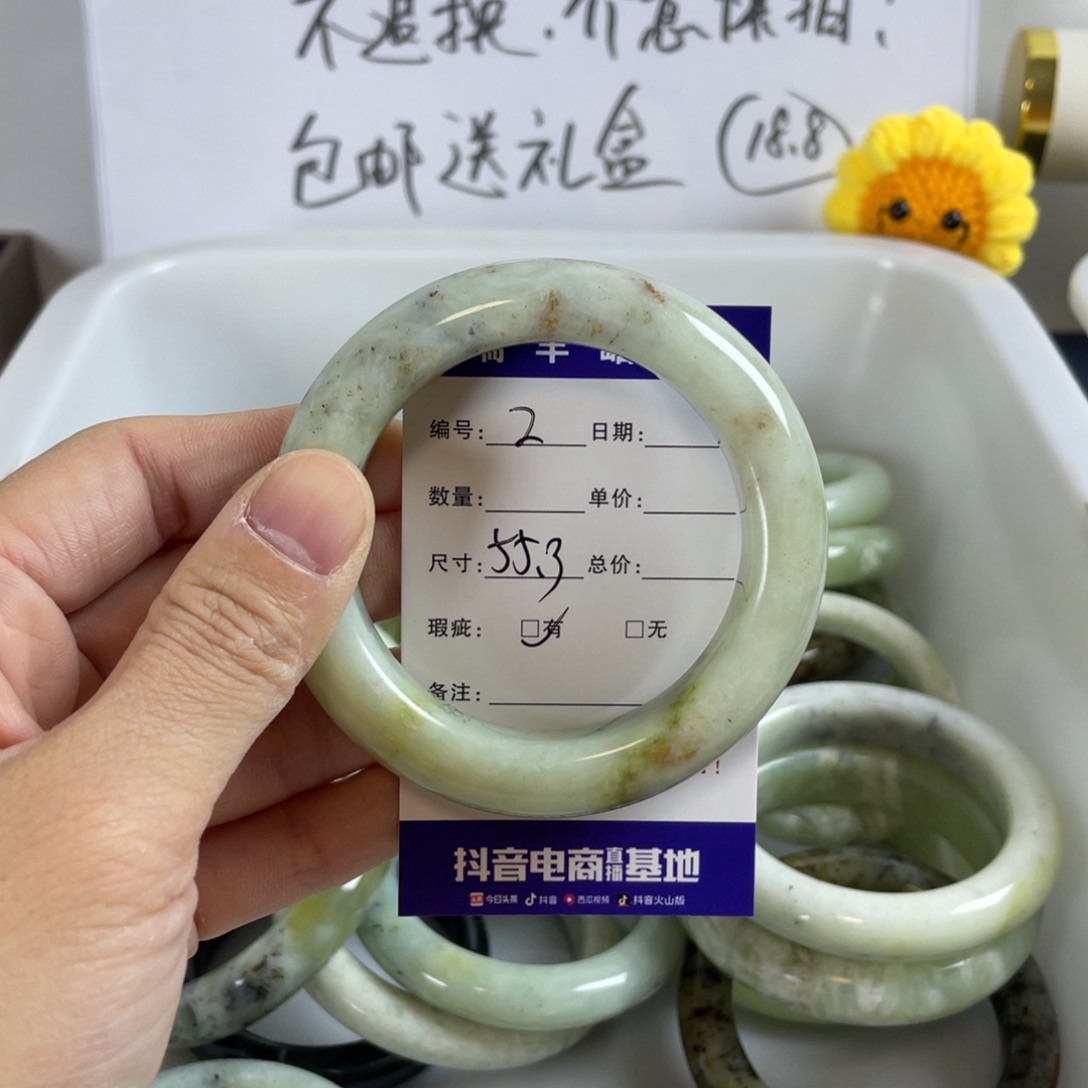 不退换，介意慎拍！
包邮送礼盒（18.8）
编号：2 日期：
数量： 单价：
尺寸：55.3 总价：
瑕疵： □有 □无
备注：
抖音电商直播基地
头条 今日头条 抖音 西瓜视频 抖音火山版